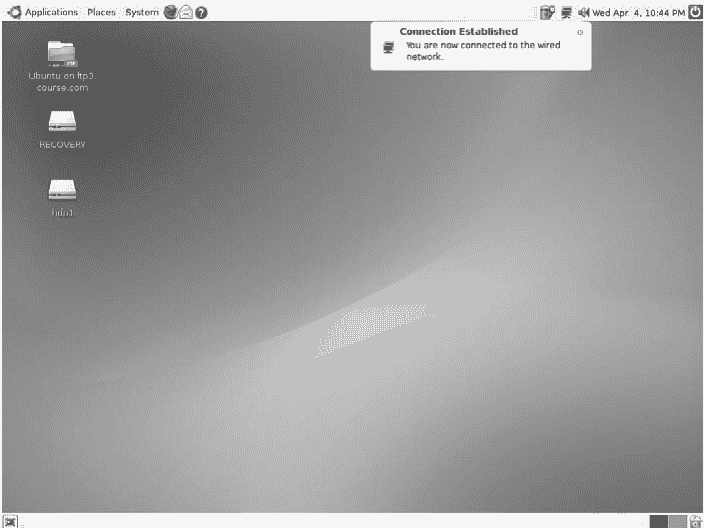 Applications Places System
Wed Apr 4, 10:44 PM
Connection Established
You are now connected to the wired
network.
Ubuntu on ftp3.
course.com
RECOVERY
hda1